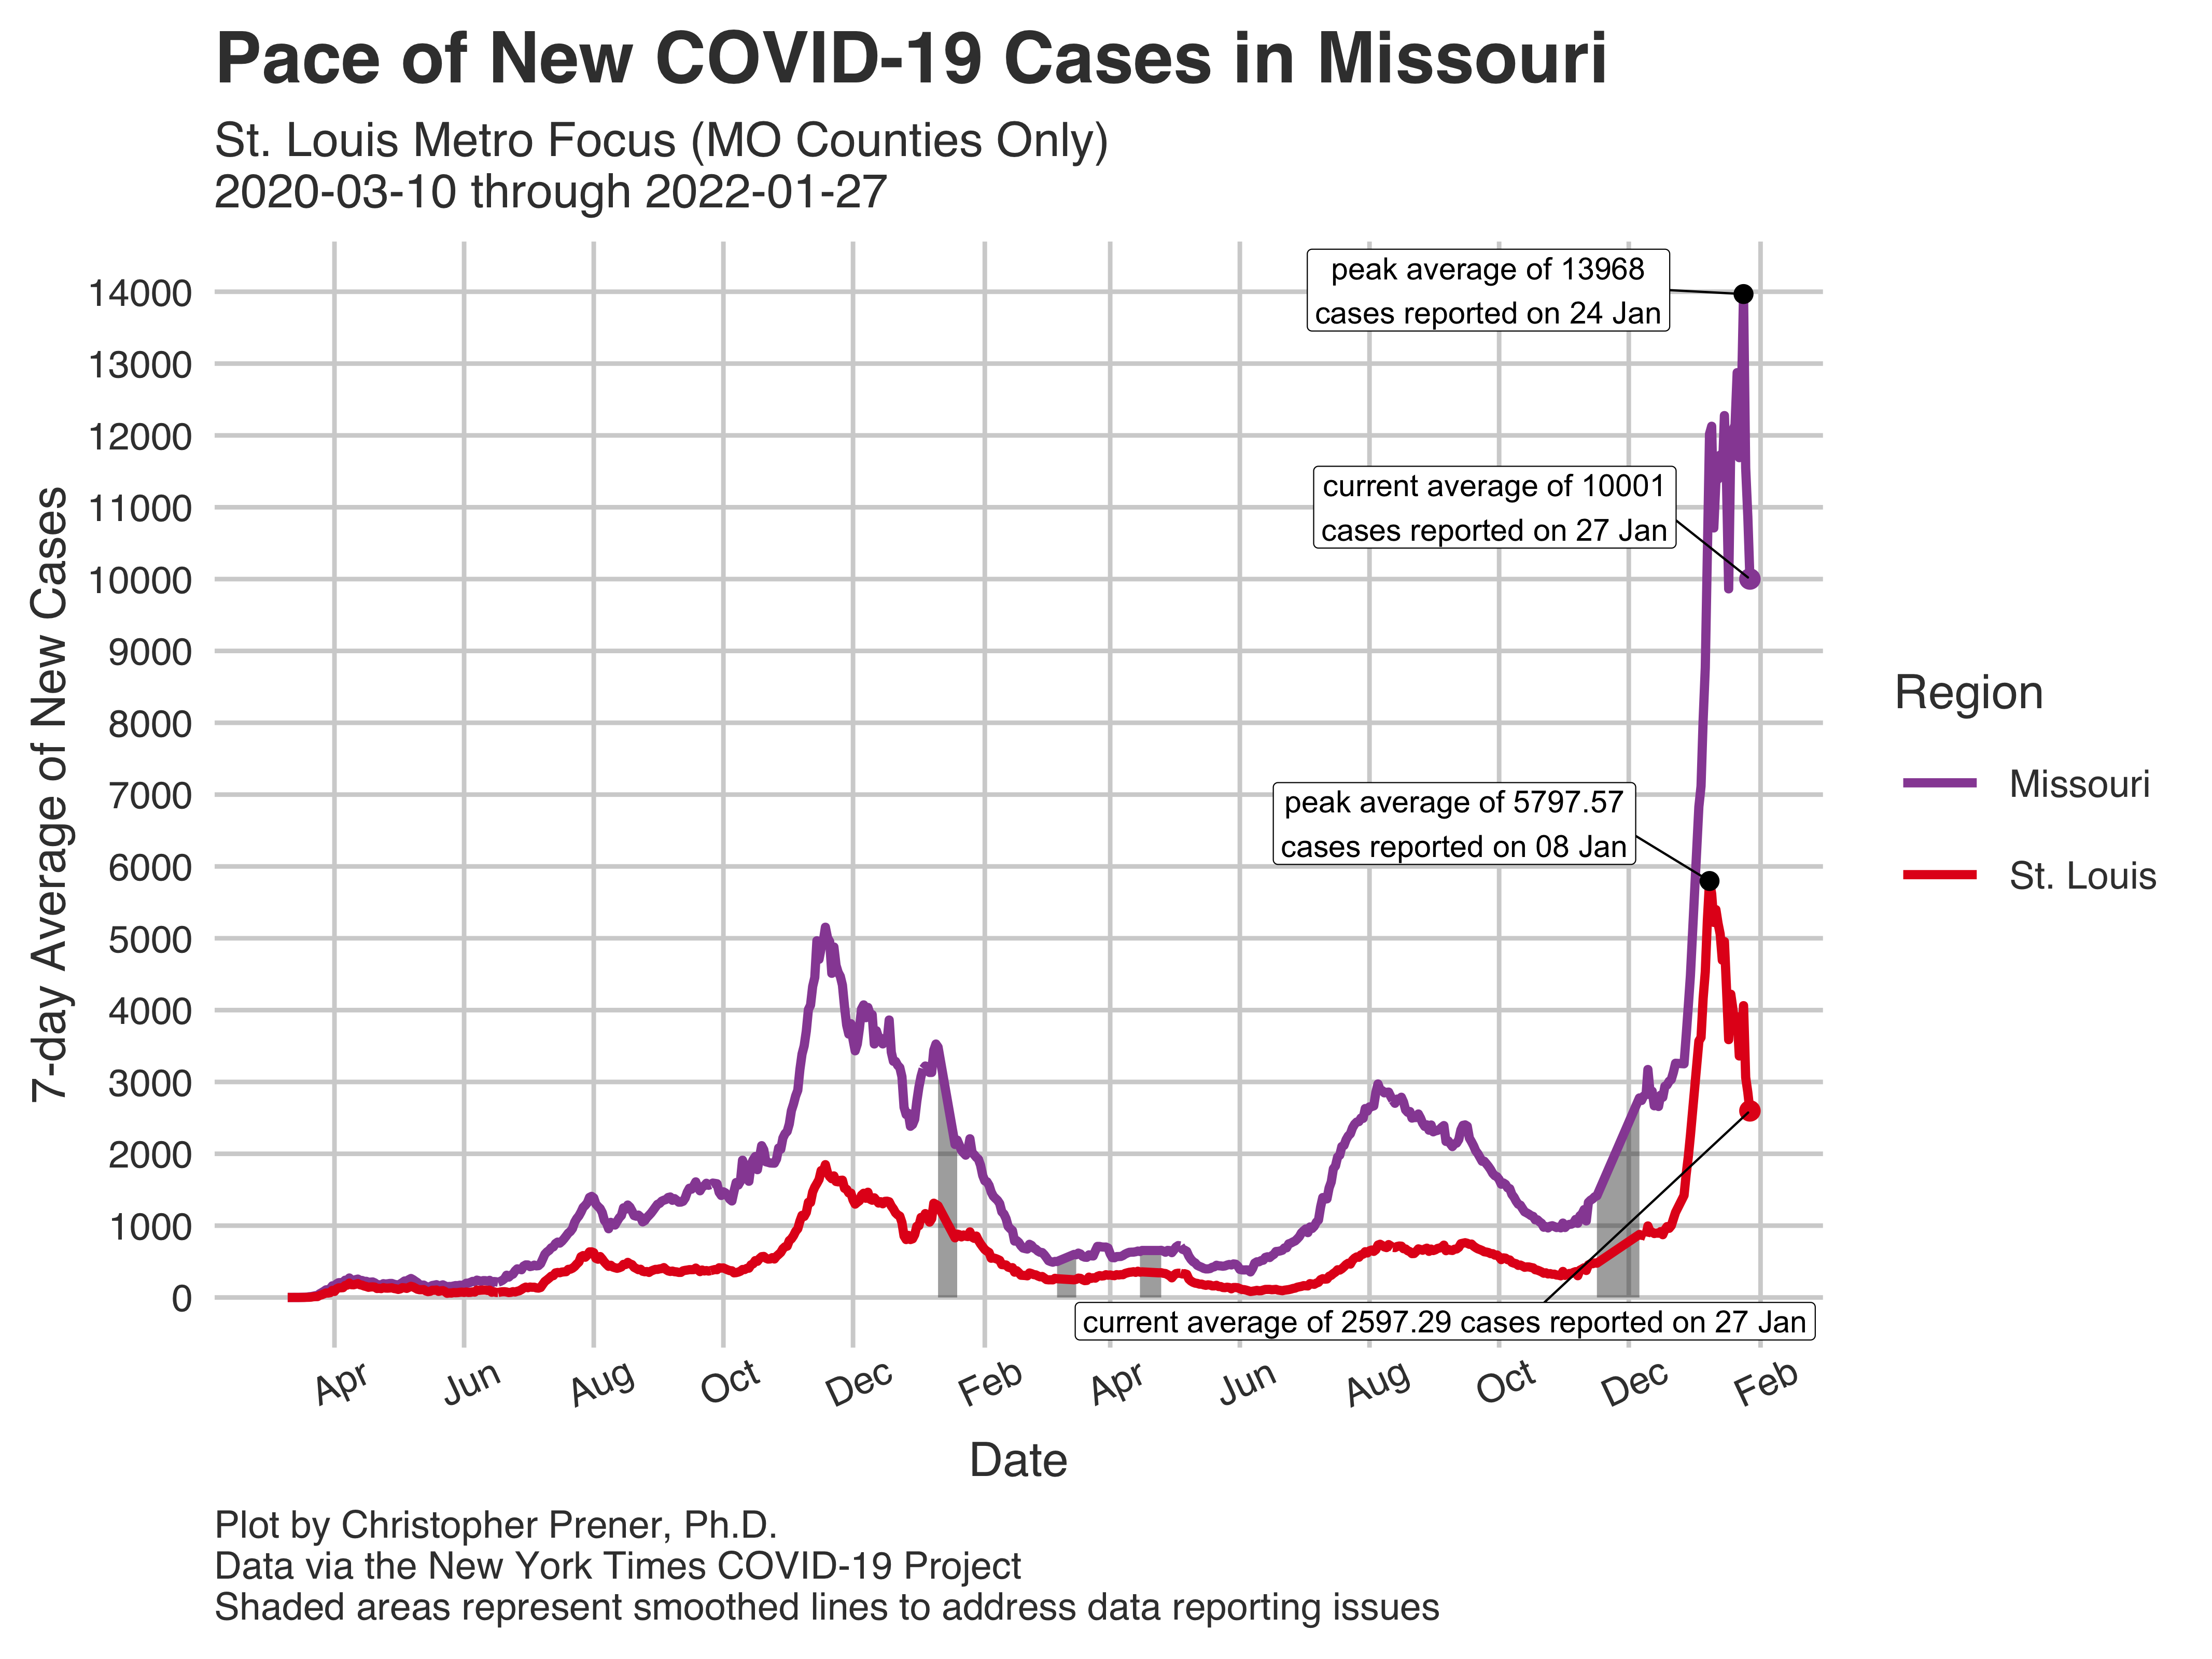 Pace of New COVID-19 Cases in Missouri
St. Louis Metro Focus (MO Counties Only)
2020-03-10 through 2022-01-27
7-day Average of New Cases
14000
13000
12000
11000
10000
9000
8000
7000
6000
5000
4000
3000
2000
1000
0
peak average of 13968
cases reported on 24 Jan
current average of 10001
cases reported on 27 Jan
peak average of 5797.57
cases reported on 08 Jan
current average of 2597.29 cases reported on 27 Jan
Region
Missouri
St. Louis
Apr Jun Aug Oct Dec Feb Apr Jun Aug Oct Dec Feb
Date
Plot by Christopher Prener, Ph.D.
Data via the New York Times COVID-19 Project
Shaded areas represent smoothed lines to address data reporting issues